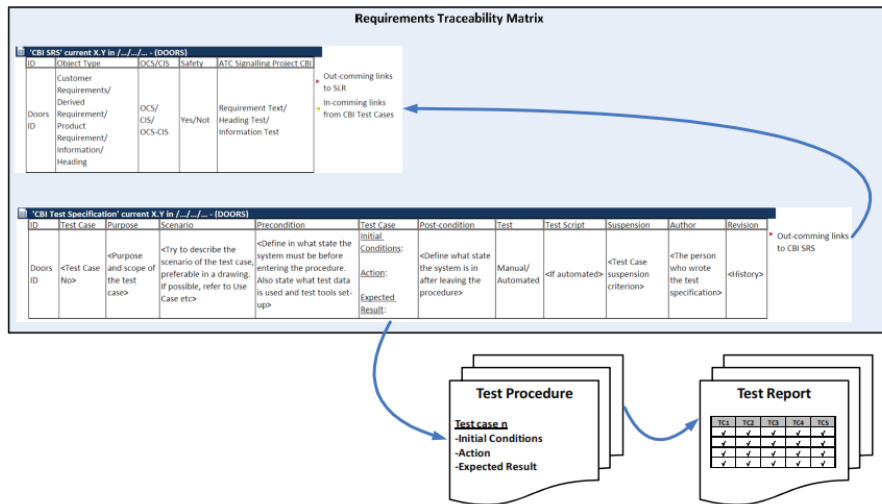 Requirements Traceability Matrix
'CBI SRS' current X.Y in /.../.../... - (DOORS)
ID Object Type OCS/CIS Safety ATC Signalling Project CBI
Doors
ID
Customer
Requirements/
Derived
Requirement/
Product
Requirement/
Information/
Heading
OCS/
CIS/
OCS-CIS
Yes/Not
Requirement Text/
Heading Test/
Information Test
Out-comming links
to SLR
In-comming links
from CBI Test Cases
'CBI Test Specification' current X.Y in /.../.../... - (DOORS)
ID Test Case Purpose Scenario Precondition Test Case Post-condition Test Test Script Suspension Author Revision
Doors
ID
<Test Case
No>
<Purpose
and scope of
the test
case>
<Try to describe the
scenario of the test case,
preferable in a drawing.
If possible, refer to Use
Case etc>
<Define in what state the
system must be before
entering the procedure.
Also state what test data
is used and test tools set-
up>
Initial
Conditions:
Action:
Expected
Result:
<Define what state
the system is in
after leaving the
procedure>
Manual/
Automated
<If automated>
<Test Case
suspension
criterion>
<The person
who wrote
the test
specification>
<History>
Out-comming links
to CBI SRS
Test Procedure
Test case n
-Initial Conditions
-Action
-Expected Result
Test Report
TC1 TC2 TC3 TC4 TC5
√ √ √ √ √
√ √ √ √ √
√ √ √ √ √
√ √ √ √ √